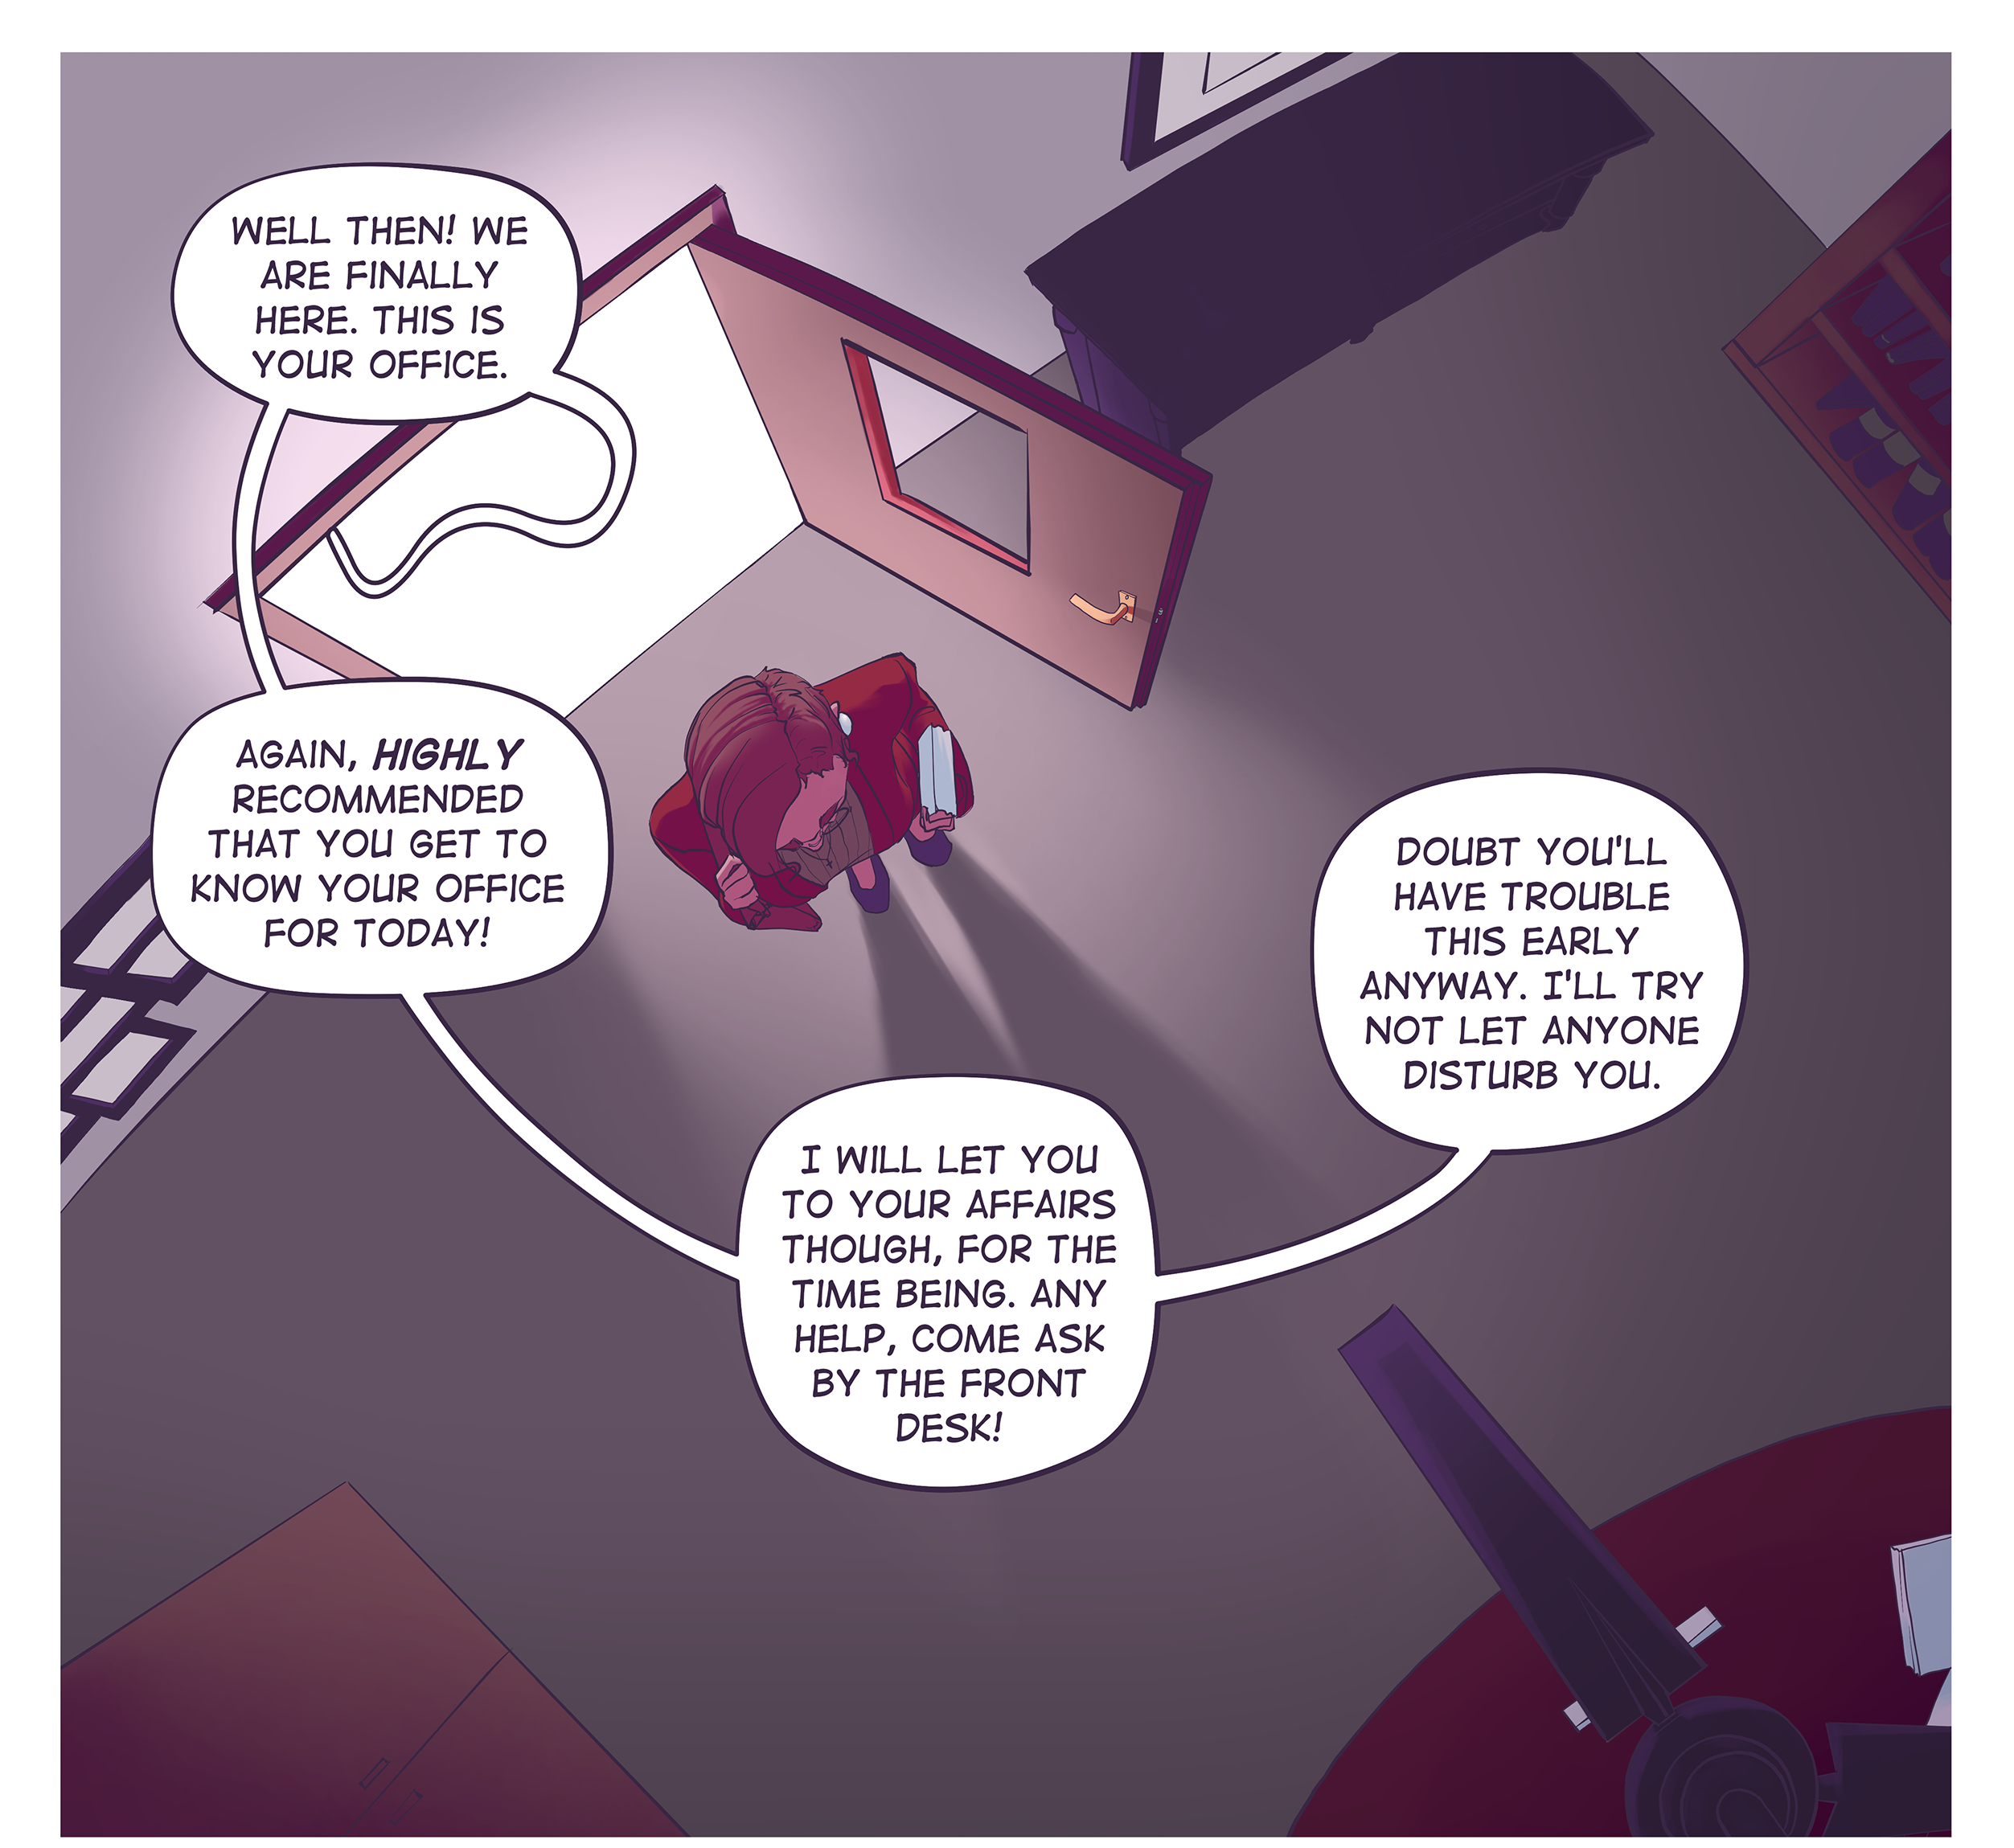 WELL THEN! WE
ARE FINALLY
HERE. THIS IS
YOUR OFFICE.
AGAIN, HIGHLY
RECOMMENDED
THAT YOU GET TO
KNOW YOUR OFFICE
FOR TODAY!
I WILL LET YOU
TO YOUR AFFAIRS
THOUGH, FOR THE
TIME BEING. ANY
HELP, COME ASK
BY THE FRONT
DESK!
DOUBT YOU'LL
HAVE TROUBLE
THIS EARLY
ANYWAY. I'LL TRY
NOT LET ANYONE
DISTURB YOU.